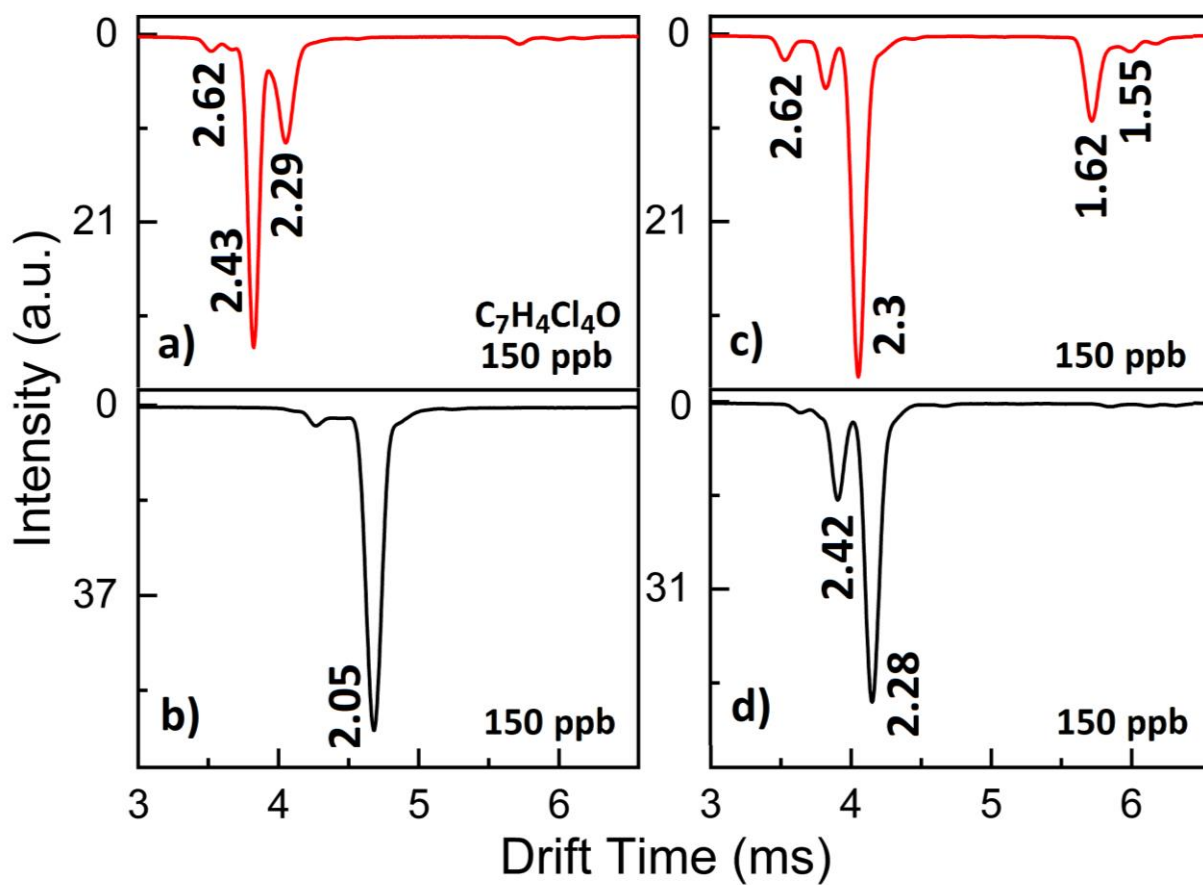 Intensity (a.u.)
0
21
2.62
2.43
2.29
a)
C₇H₄Cl₄O
150 ppb
0
21
2.62
2.3
1.62
1.55
c)
150 ppb
0
37
2.05
b)
150 ppb
3
4
5
6
0
31
2.42
2.28
d)
150 ppb
3
4
5
6
Drift Time (ms)